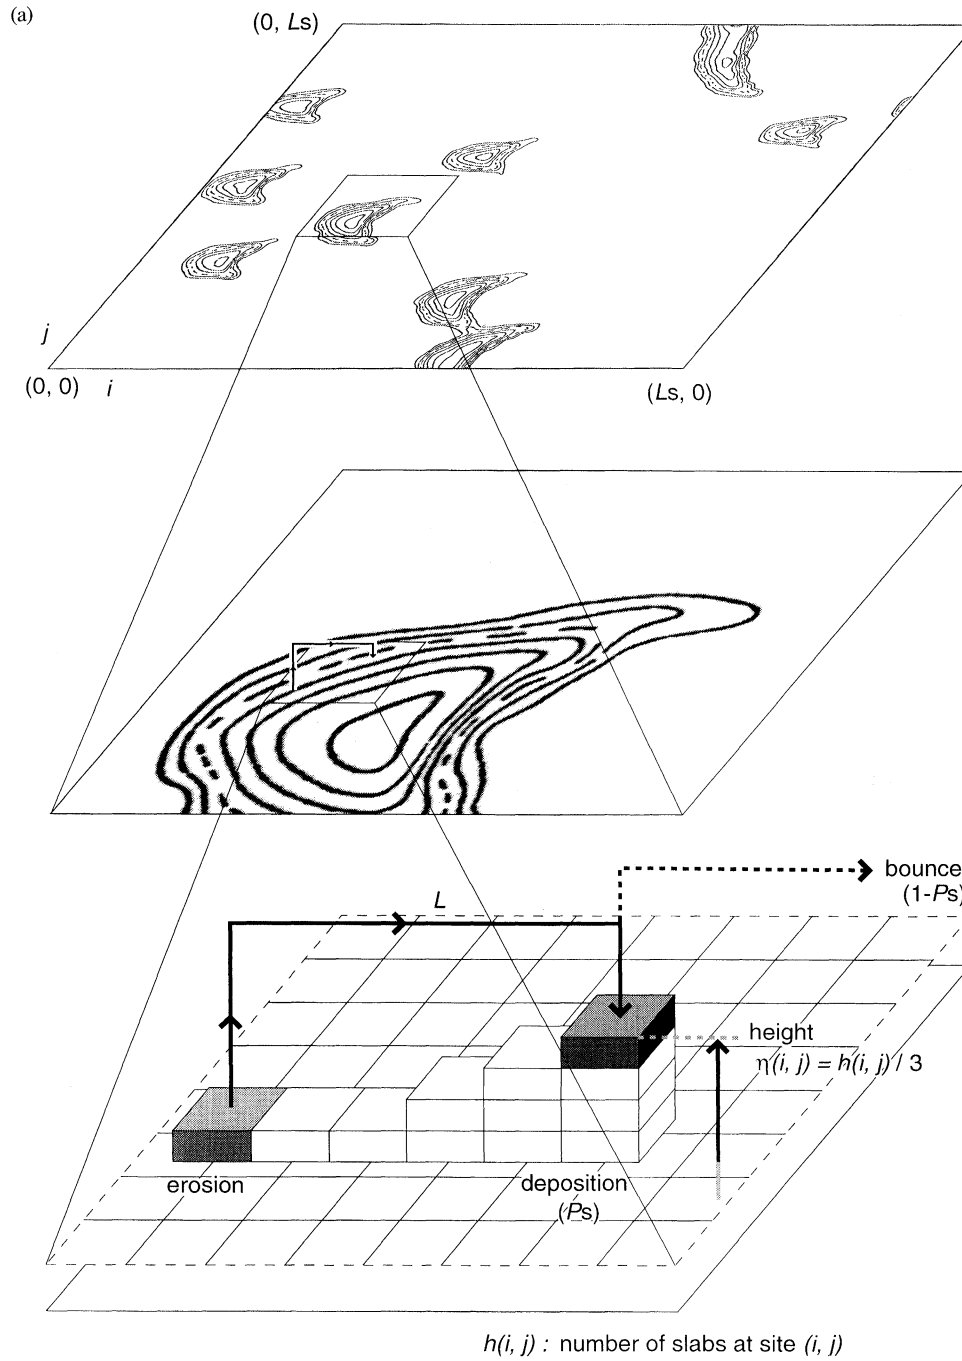 (a)
(0, Ls)
j
(0, 0)
i
(Ls, 0)
bounce
(1-Ps)
L
height
η(i, j) = h(i, j) / 3
erosion
deposition
(Ps)
h(i, j) : number of slabs at site (i, j)